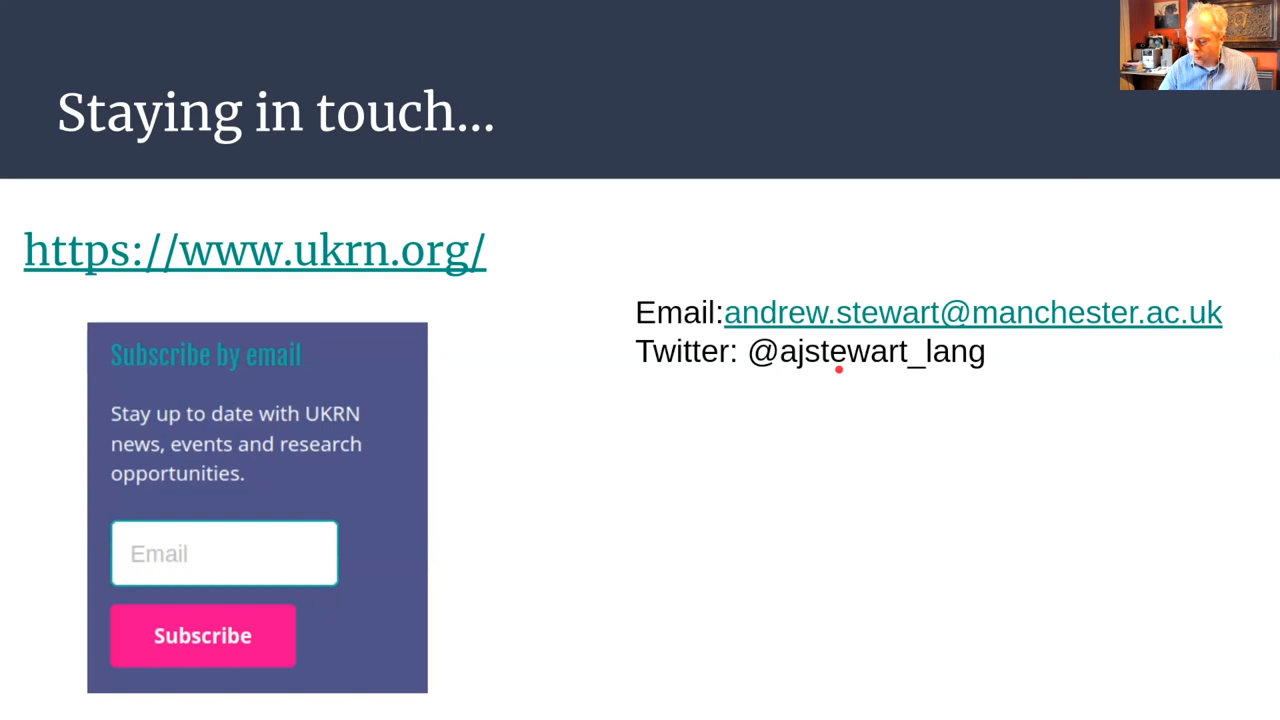 Staying in touch...
https://www.ukrn.org/
Subscribe by email
Stay up to date with UKRN
news, events and research
opportunities.
Email
Subscribe
Email:andrew.stewart@manchester.ac.uk
Twitter: @ajstewart_lang